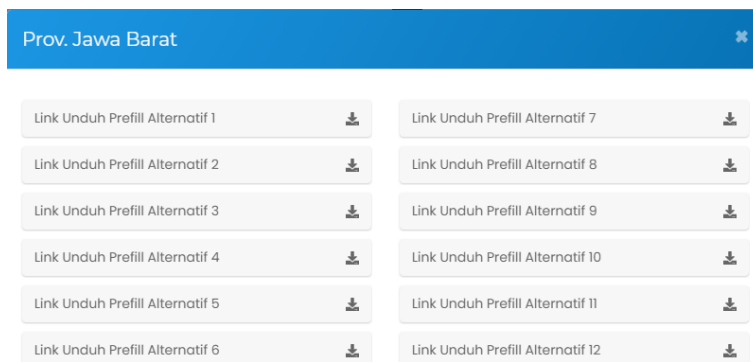 Prov. Jawa Barat
Link Unduh Prefill Alternatif 1
Link Unduh Prefill Alternatif 2
Link Unduh Prefill Alternatif 3
Link Unduh Prefill Alternatif 4
Link Unduh Prefill Alternatif 5
Link Unduh Prefill Alternatif 6
Link Unduh Prefill Alternatif 7
Link Unduh Prefill Alternatif 8
Link Unduh Prefill Alternatif 9
Link Unduh Prefill Alternatif 10
Link Unduh Prefill Alternatif 11
Link Unduh Prefill Alternatif 12